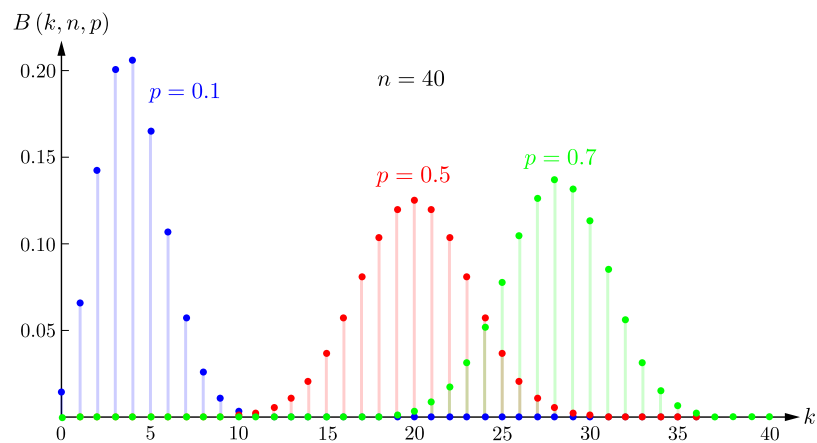 B (k, n, p)
0.20
p = 0.1
n = 40
0.15
p = 0.7
p = 0.5
0.10
0.05
k
0 5 10 15 20 25 30 35 40